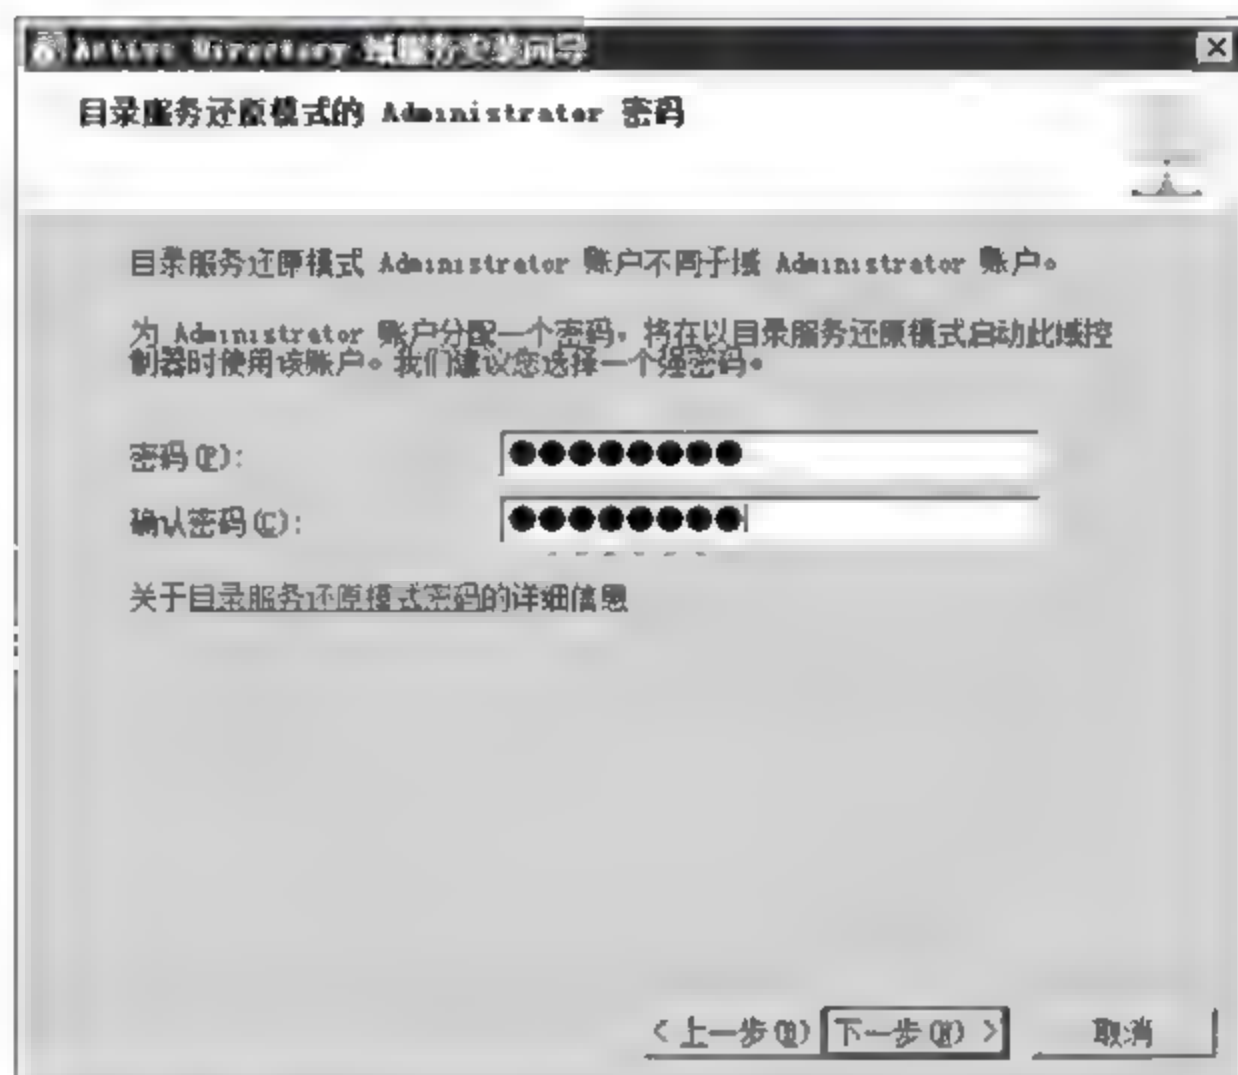 Active Directory 域服务安装向导
目录服务还原模式的 Administrator 密码
目录服务还原模式 Administrator 账户不同于域 Administrator 账户。
为 Administrator 账户分配一个密码，将在以目录服务还原模式启动此域控
制器时使用该账户。我们建议您选择一个强密码。
密码(P):
确认密码(C):
关于目录服务还原模式密码的详细信息
< 上一步(B) 下一步(N) > 取消